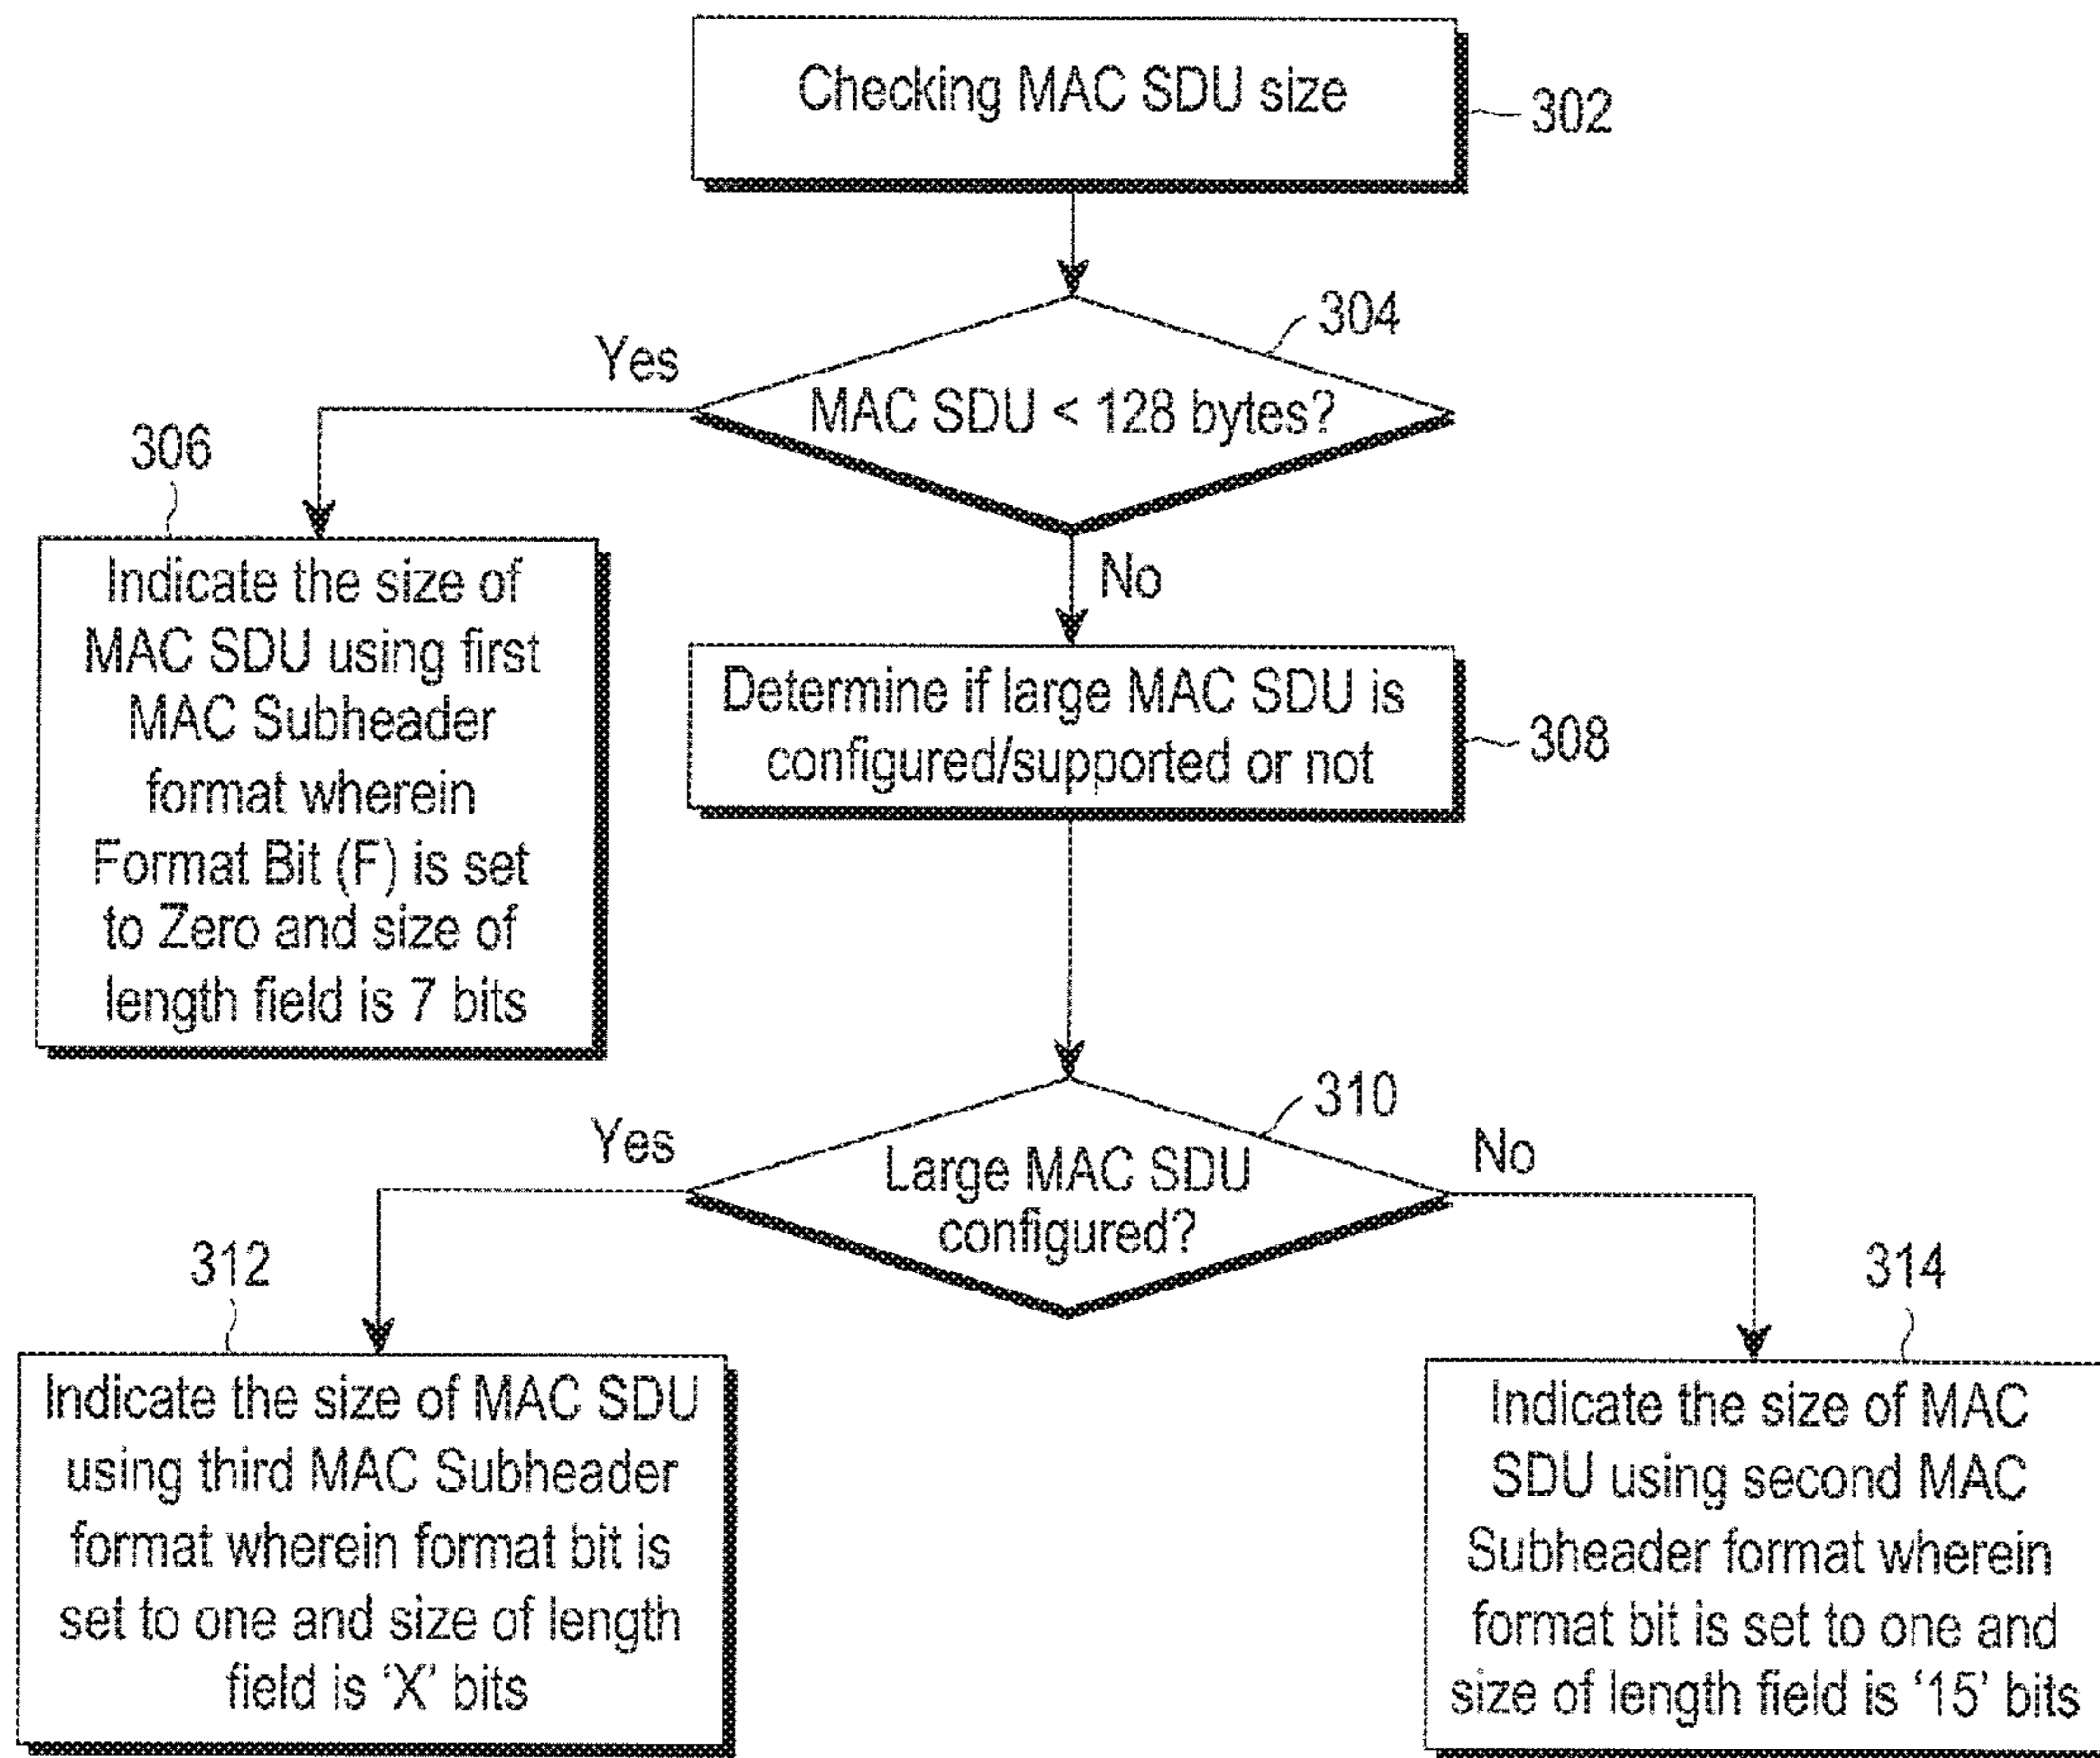 Checking MAC SDU size
302
304
Yes
MAC SDU < 128 bytes?
306
No
Indicate the size of
MAC SDU using first
MAC Subheader
format wherein
Format Bit (F) is set
to Zero and size of
length field is 7 bits
Determine if large MAC SDU is
configured/supported or not
308
310
Yes
No
Large MAC SDU
configured?
312
314
Indicate the size of MAC SDU
using third MAC Subheader
format wherein format bit is
set to one and size of length
field is ‘X’ bits
Indicate the size of MAC
SDU using second MAC
Subheader format wherein
format bit is set to one and
size of length field is ‘15’ bits